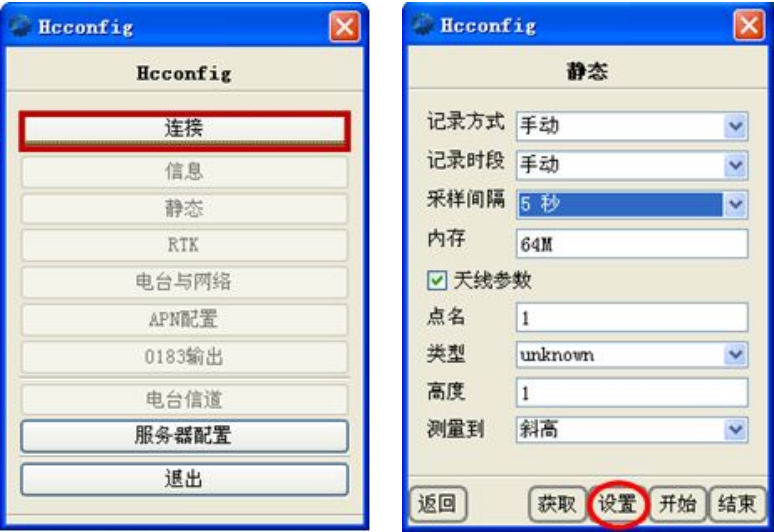 Hcconfig
Hcconfig
连接
信息
静态
RTK
电台与网络
APN配置
0183输出
电台信道
服务器配置
退出
Hcconfig
静态
记录方式 手动
记录时段 手动
采样间隔 5 秒
内存 64M
天线参数
点名 1
类型 unknown
高度 1
测量到 斜高
返回 获取 设置 开始 结束